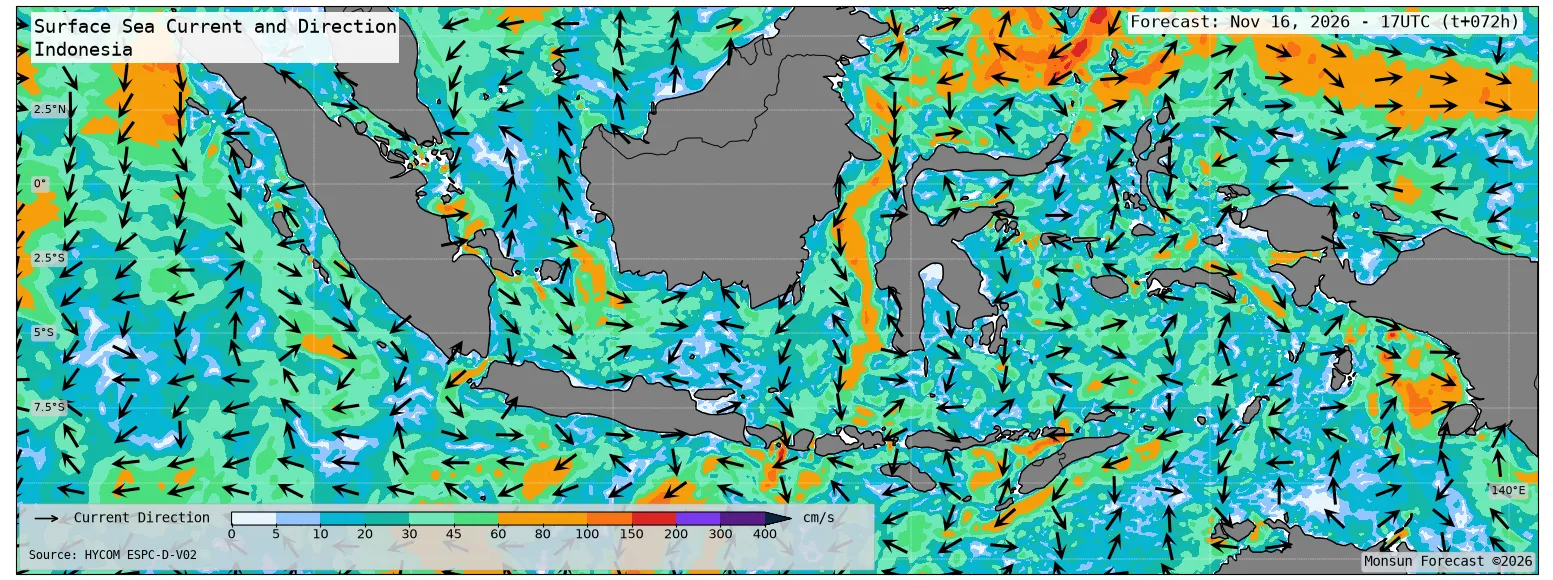 Surface Sea Current and Direction
Indonesia
Forecast: Nov 16, 2026 - 17UTC (t+072h)
2.5°N
0°
2.5°S
5°S
7.5°S
140°E
Current Direction
0 5 10 20 30 45 60 80 100 150 200 300 400
cm/s
Source: HYCOM ESPC-D-V02
Monsun Forecast ©2026